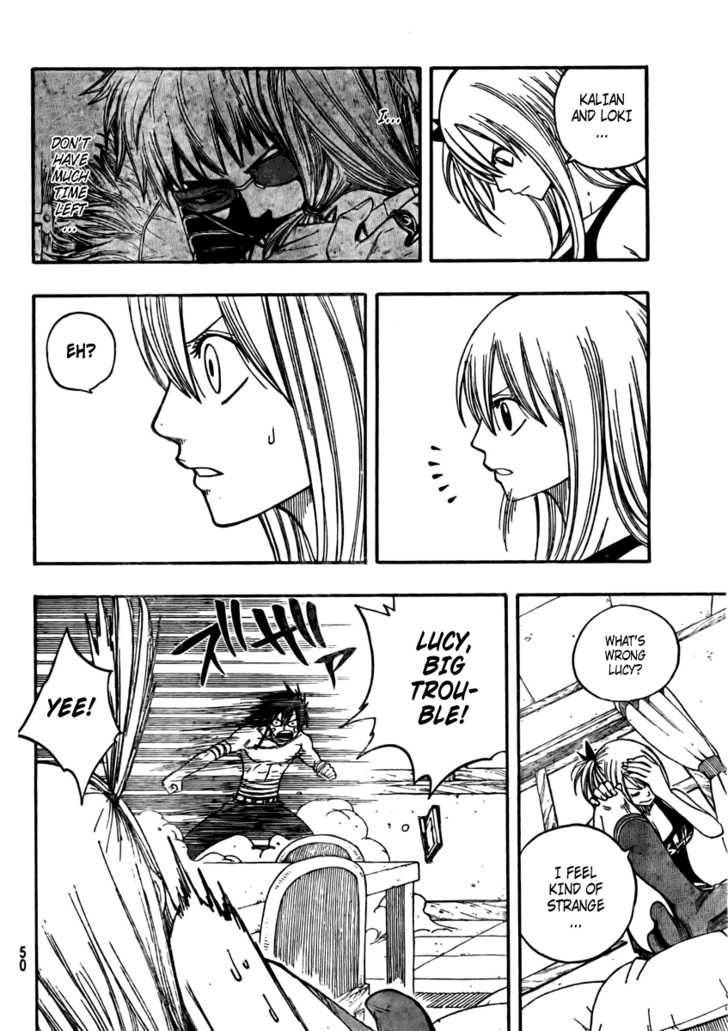 KALIAN
AND LOKI
...
I...
DON'T
HAVE
MUCH
TIME
LEFT
...
EH?
WHAT'S
WRONG
LUCY?
I FEEL
KIND OF
STRANGE
...
LUCY,
BIG
TROU-
BLE!
YEE!
50